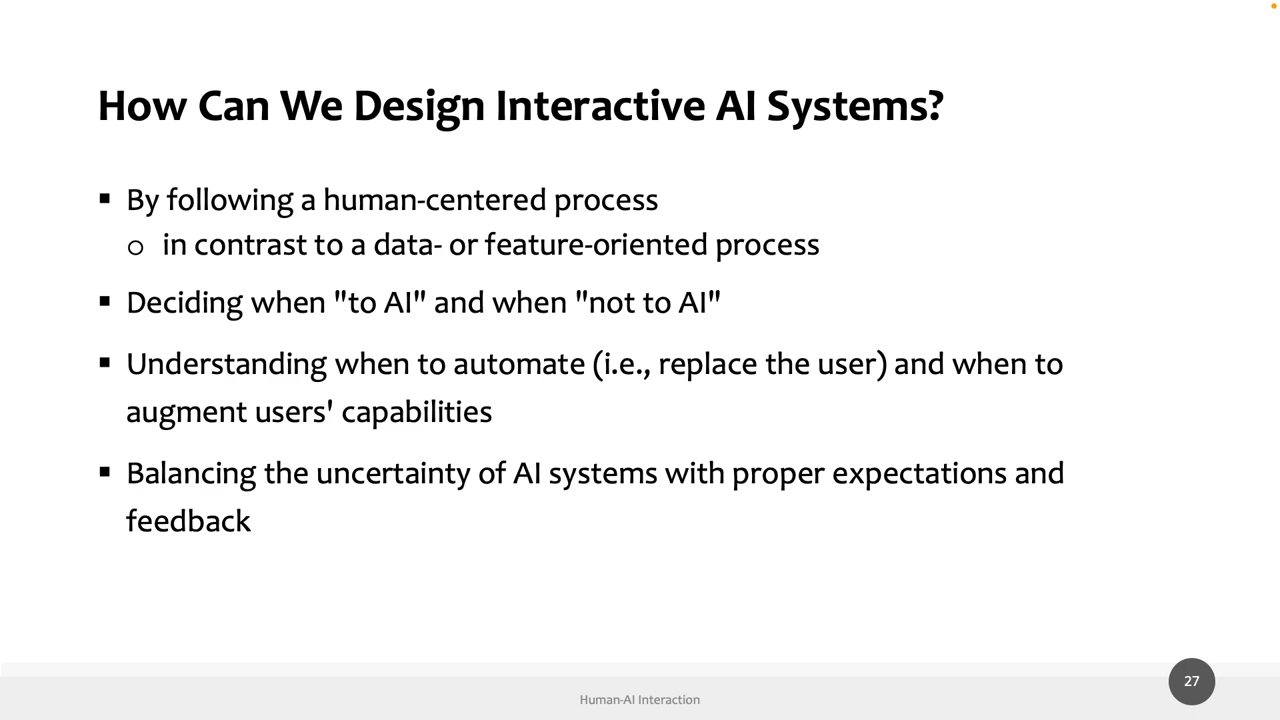 How Can We Design Interactive AI Systems?
▪ By following a human-centered process
o in contrast to a data- or feature-oriented process
▪ Deciding when "to AI" and when "not to AI"
▪ Understanding when to automate (i.e., replace the user) and when to
augment users' capabilities
▪ Balancing the uncertainty of AI systems with proper expectations and
feedback
27
Human-AI Interaction